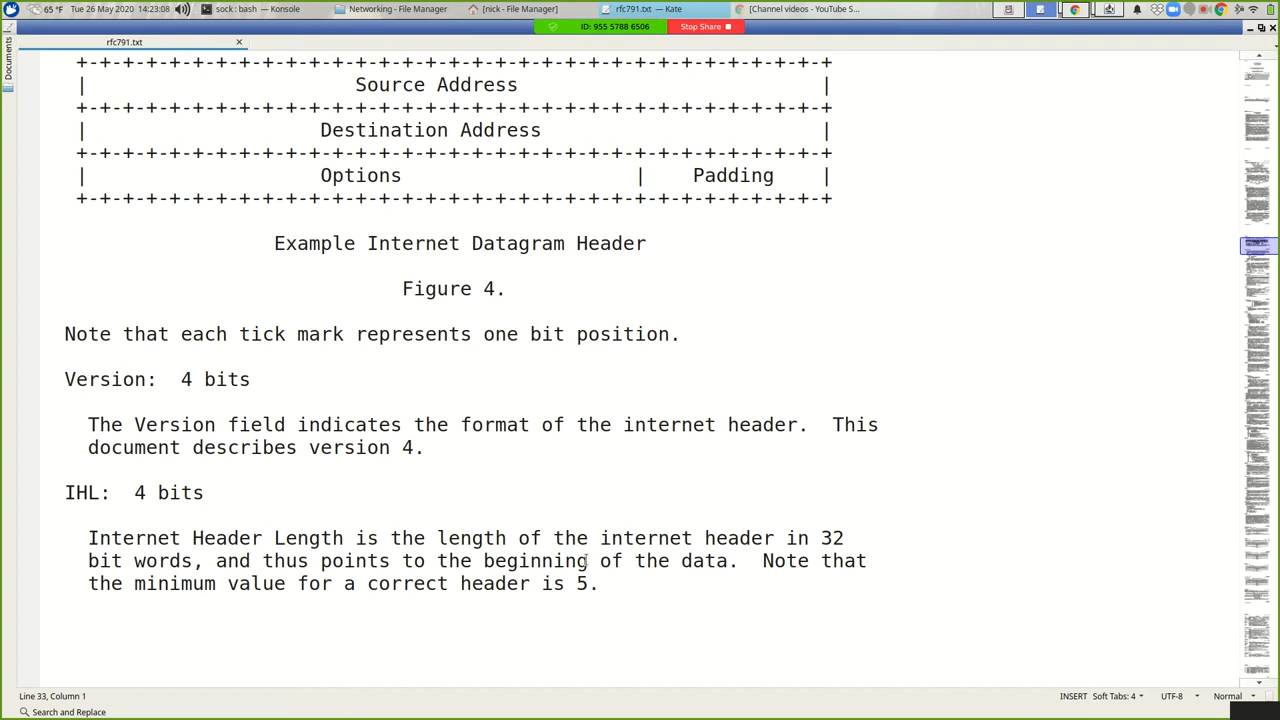 65 °F Tue 26 May 2020 14:23:08 sock : bash — Konsole Networking - File Manager [nick - File Manager] rfc791.txt — Kate [Channel videos - YouTube S...
ID: 955 5788 6506 Stop Share
rfc791.txt
Documents
+-+-+-+-+-+-+-+-+-+-+-+-+-+-+-+-+-+-+-+-+-+-+-+-+-+-+-+-+-+-+-+-+
| Source Address
+-+-+-+-+-+-+-+-+-+-+-+-+-+-+-+-+-+-+-+-+-+-+-+-+-+-+-+-+-+-+-+-+
| Destination Address
+-+-+-+-+-+-+-+-+-+-+-+-+-+-+-+-+-+-+-+-+-+-+-+-+-+-+-+-+-+-+-+-+
| Options | Padding
+-+-+-+-+-+-+-+-+-+-+-+-+-+-+-+-+-+-+-+-+-+-+-+-+-+-+-+-+-+-+-+-+
Example Internet Datagram Header
Figure 4.
Note that each tick mark represents one bit position.
Version: 4 bits
The Version field indicates the format of the internet header. This
document describes version 4.
IHL: 4 bits
Internet Header Length is the length of the internet header in 32
bit words, and thus points to the beginning of the data. Note that
the minimum value for a correct header is 5.
Line 33, Column 1 INSERT Soft Tabs: 4 UTF-8 Normal
Search and Replace